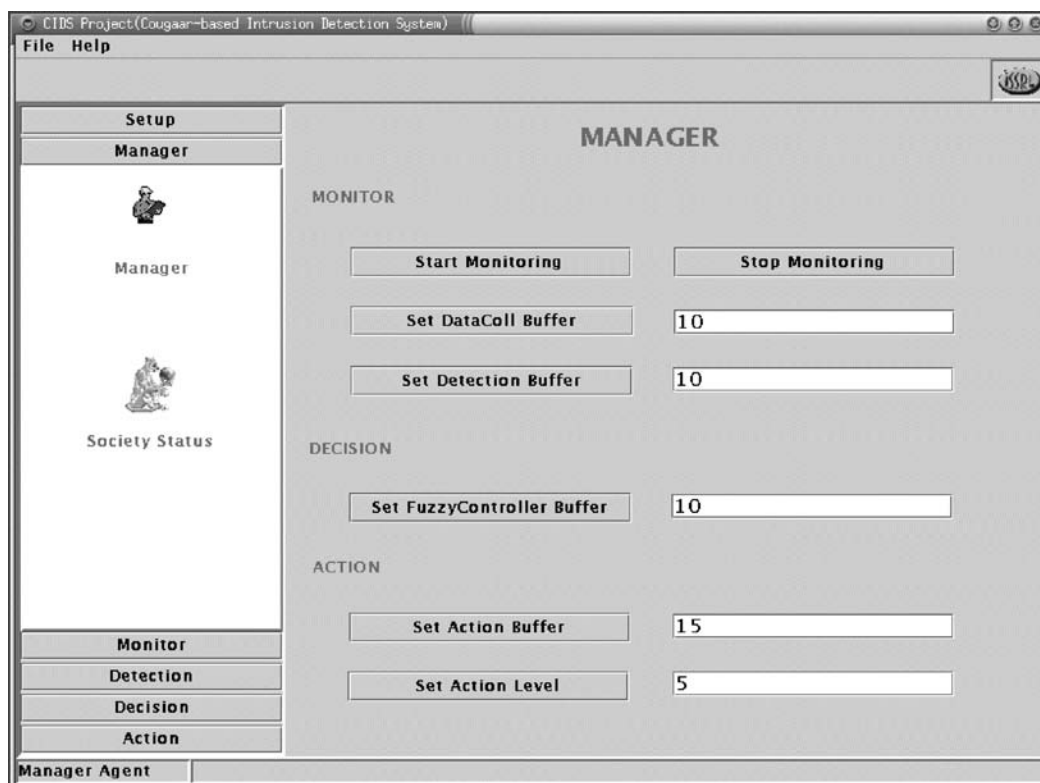 CIDS Project(Cougaar-based Intrusion Detection System)
File Help
ISSRL
Setup
Manager
Manager
Society Status
Monitor
Detection
Decision
Action
MANAGER
MONITOR
Start Monitoring Stop Monitoring
Set DataColl Buffer 10
Set Detection Buffer 10
DECISION
Set FuzzyController Buffer 10
ACTION
Set Action Buffer 15
Set Action Level 5
Manager Agent